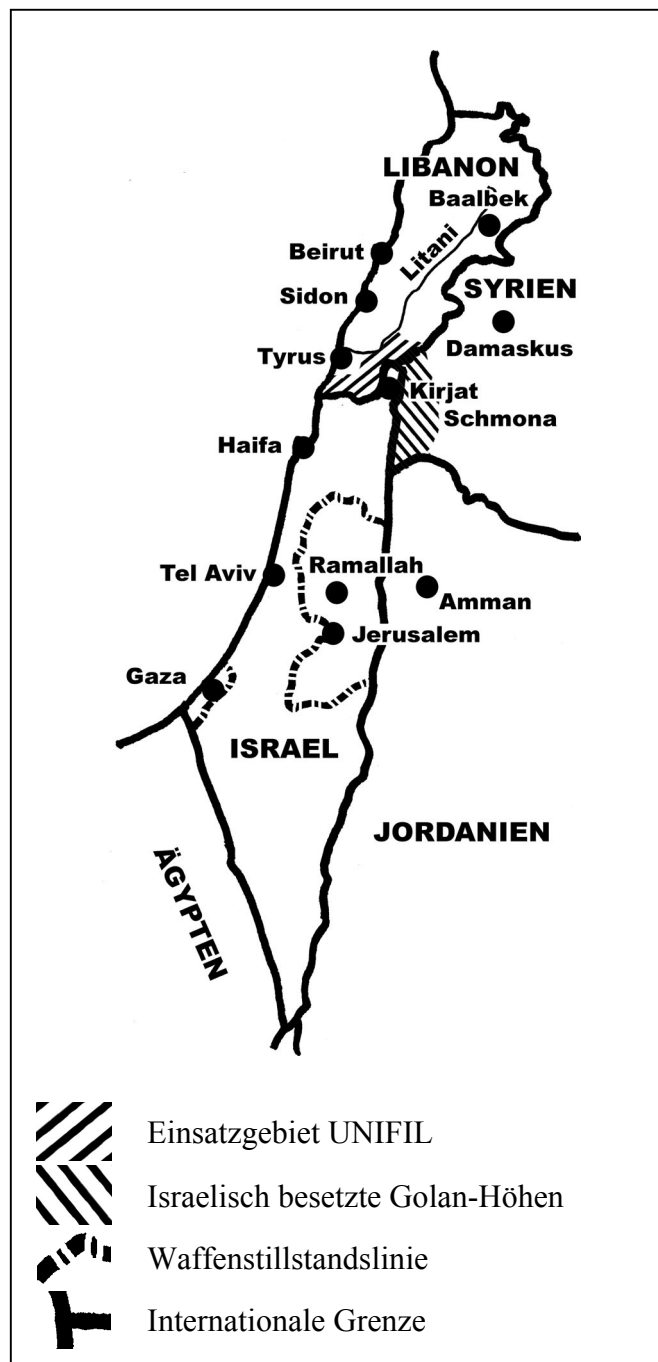 LIBANON
Baalbek
Litani
Beirut
Sidon
SYRIEN
Damaskus
Tyrus
Kirjat
Schmona
Haifa
Ramallah
Tel Aviv
Amman
Jerusalem
Gaza
ISRAEL
JORDANIEN
ÄGYPTEN
Einsatzgebiet UNIFIL
Israelisch besetzte Golan-Höhen
Waffenstillstandslinie
Internationale Grenze